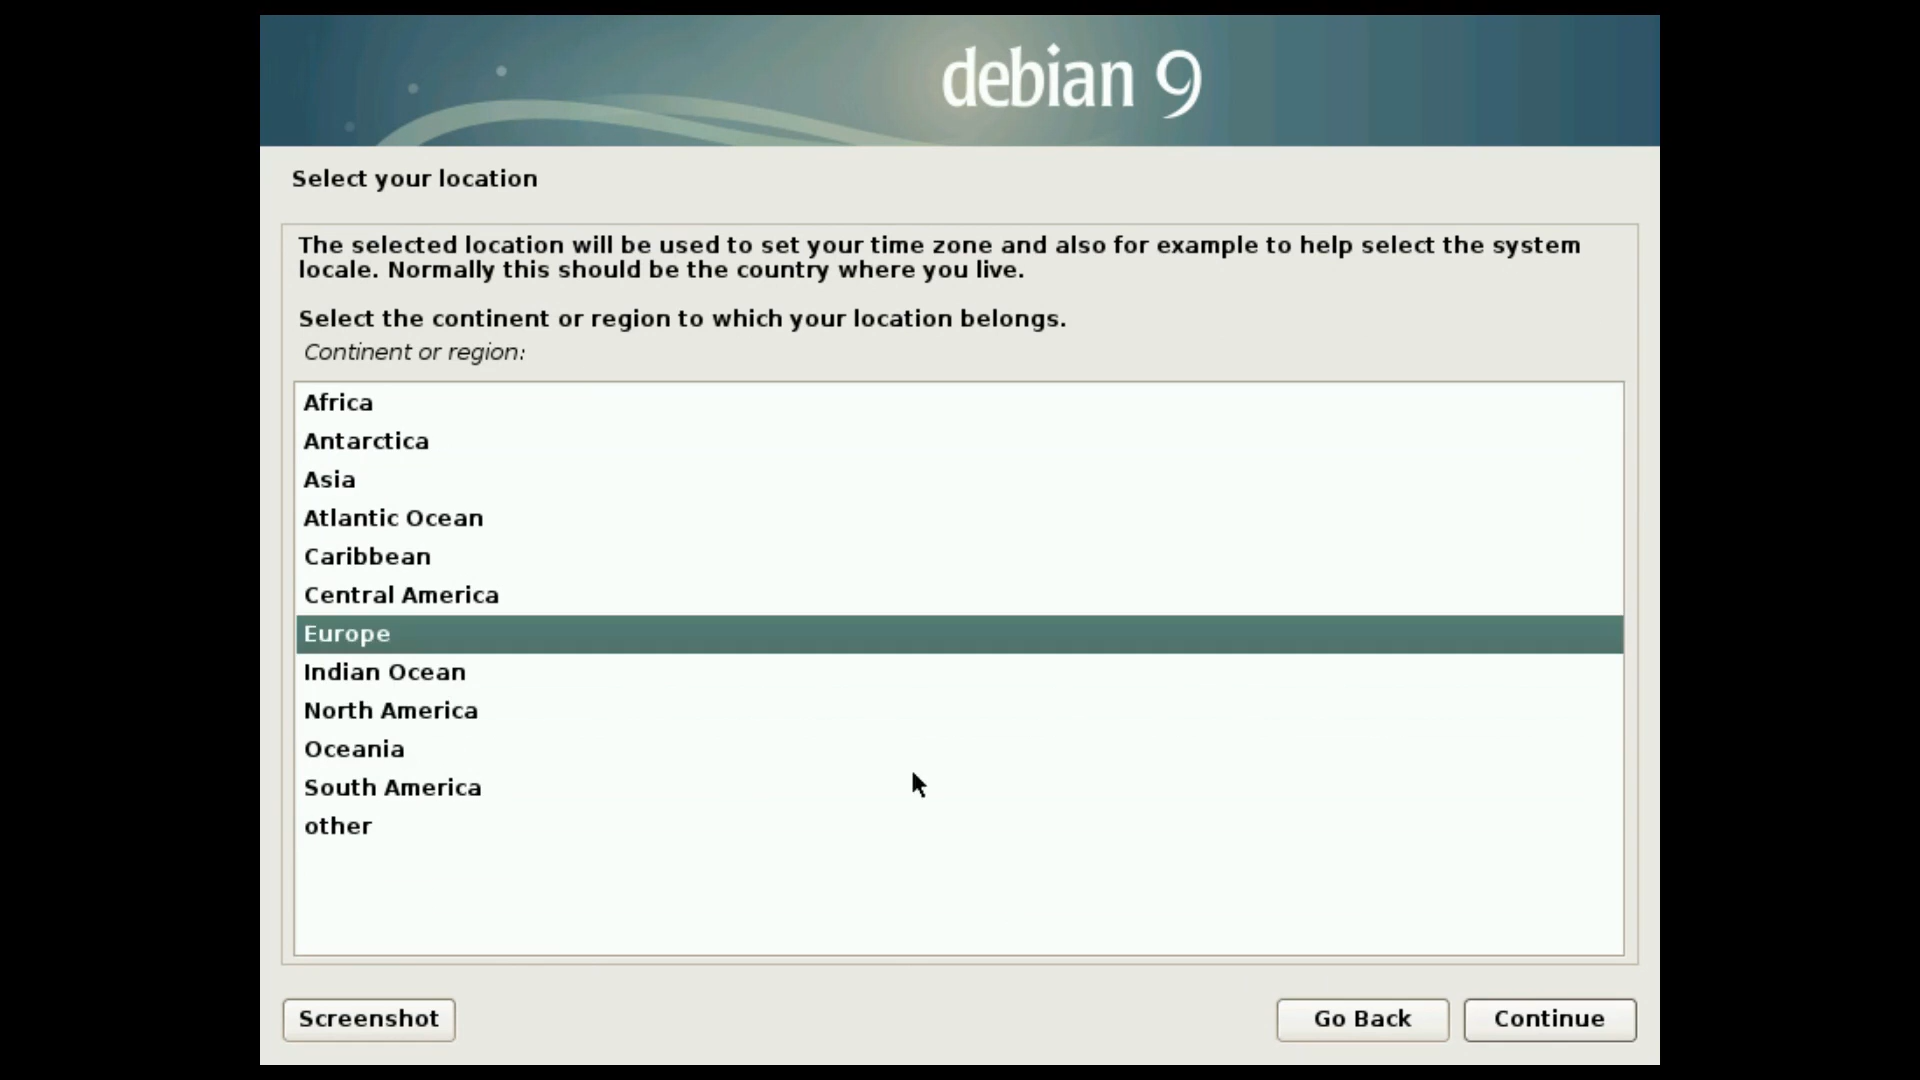 debian 9
Select your location
The selected location will be used to set your time zone and also for example to help select the system
locale. Normally this should be the country where you live.
Select the continent or region to which your location belongs.
Continent or region:
Africa
Antarctica
Asia
Atlantic Ocean
Caribbean
Central America
Europe
Indian Ocean
North America
Oceania
South America
other
Screenshot
Go Back
Continue